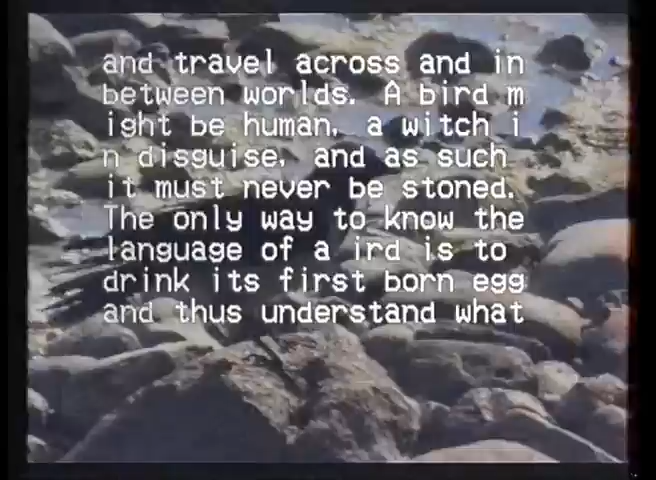 and travel across and in
between worlds. A bird m
ight be human, a witch i
n disguise, and as such
it must never be stoned.
The only way to know the
language of a ird is to
drink its first born egg
and thus understand what